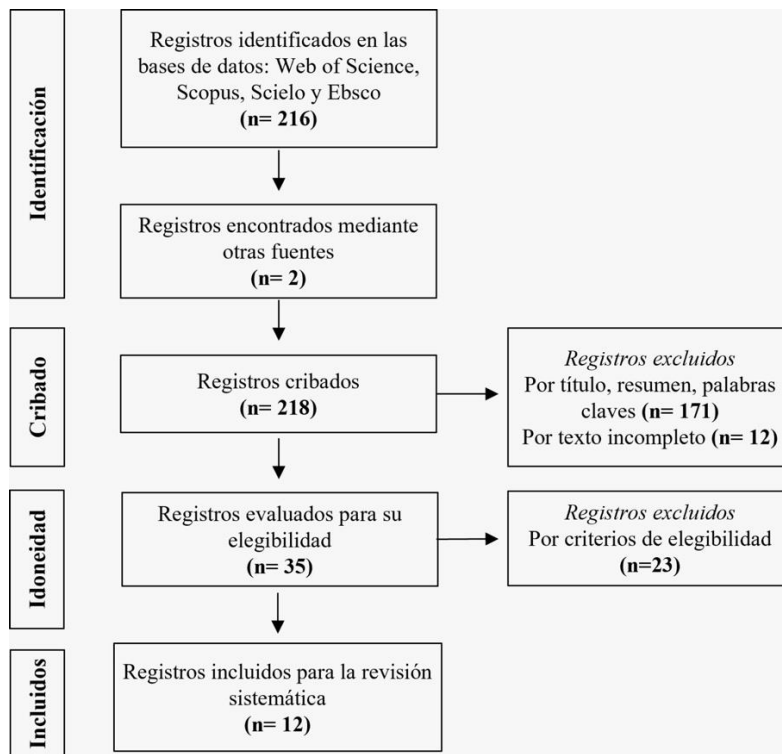 Identificación
Registros identificados en las
bases de datos: Web of Science,
Scopus, Scielo y Ebsco
(n= 216)
Registros encontrados mediante
otras fuentes
(n= 2)
Cribado
Registros cribados
(n= 218)
Registros excluidos
Por título, resumen, palabras
claves (n= 171)
Por texto incompleto (n= 12)
Idoneidad
Registros evaluados para su
elegibilidad
(n= 35)
Registros excluidos
Por criterios de elegibilidad
(n=23)
Incluidos
Registros incluidos para la revisión
sistemática
(n= 12)